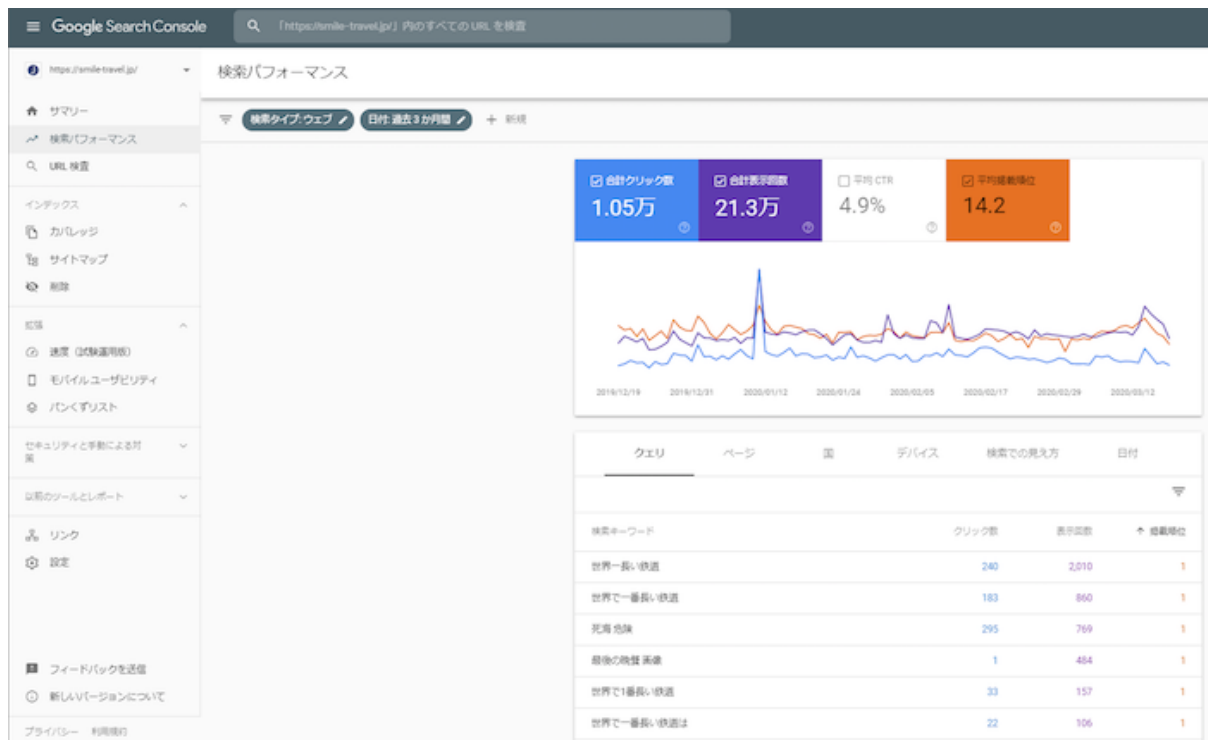 Google Search Console
「https://smile-travel.jp/」内のすべての URL を検査
https://smile-travel.jp/
検索パフォーマンス
サマリー
検索パフォーマンス
URL 検査
インデックス
カバレッジ
サイトマップ
削除
拡張
速度（試験運用版）
モバイル ユーザビリティ
パンくずリスト
セキュリティと手動による対
策
以前のツールとレポート
リンク
設定
フィードバックを送信
新しいバージョンについて
プライバシー 利用規約
検索タイプ: ウェブ
日付: 過去 3 か月間
+ 新規
合計クリック数
1.05万
合計表示回数
21.3万
平均 CTR
4.9%
平均掲載順位
14.2
2019/12/19 2019/12/31 2020/01/12 2020/01/24 2020/02/05 2020/02/17 2020/02/29 2020/03/12
クエリ ページ 国 デバイス 検索での見え方 日付
検索キーワード クリック数 表示回数 ↑ 掲載順位
世界一長い鉄道 240 2,010 1
世界で一番長い鉄道 183 860 1
死海 危険 295 769 1
最後の晩餐 画像 1 484 1
世界で1番長い鉄道 33 157 1
世界で一番長い鉄道は 22 106 1